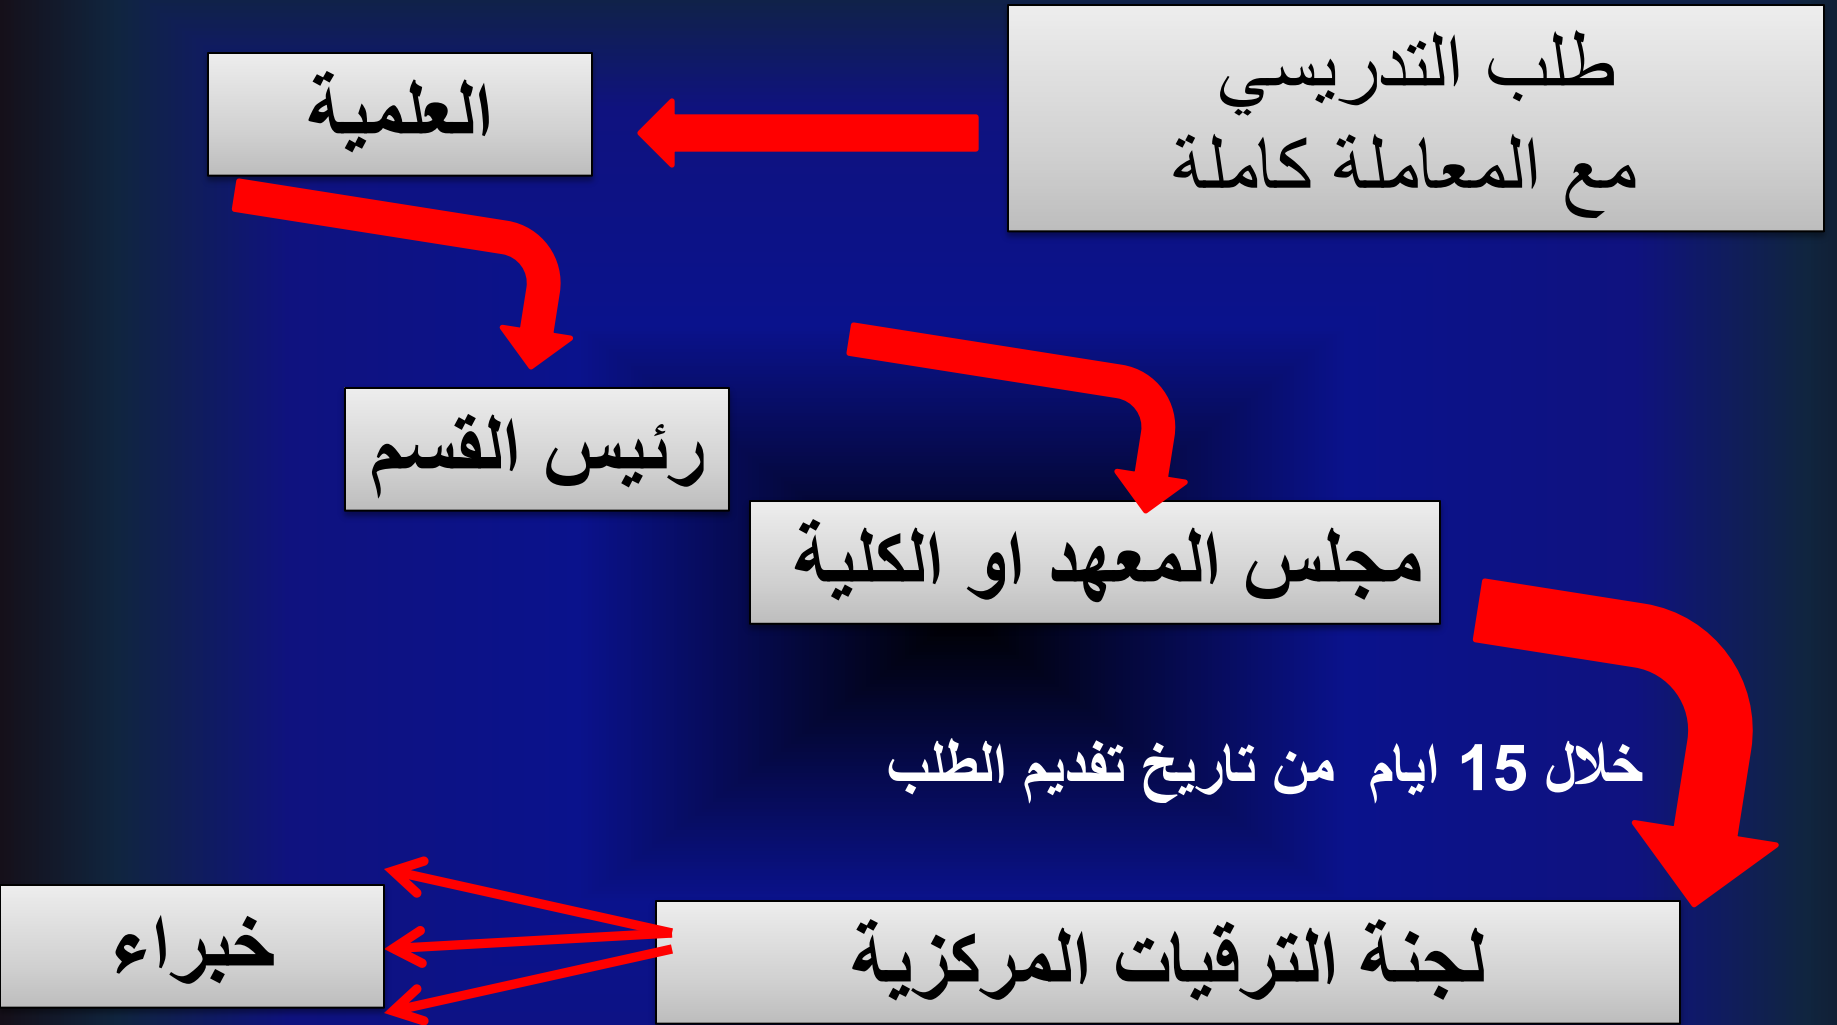 طلب التدريسي
مع المعاملة كاملة
العلمية
رئيس القسم
مجلس المعهد او الكلية
خلال 15 ايام من تاريخ تفديم الطلب
لجنة الترقيات المركزية
خبراء